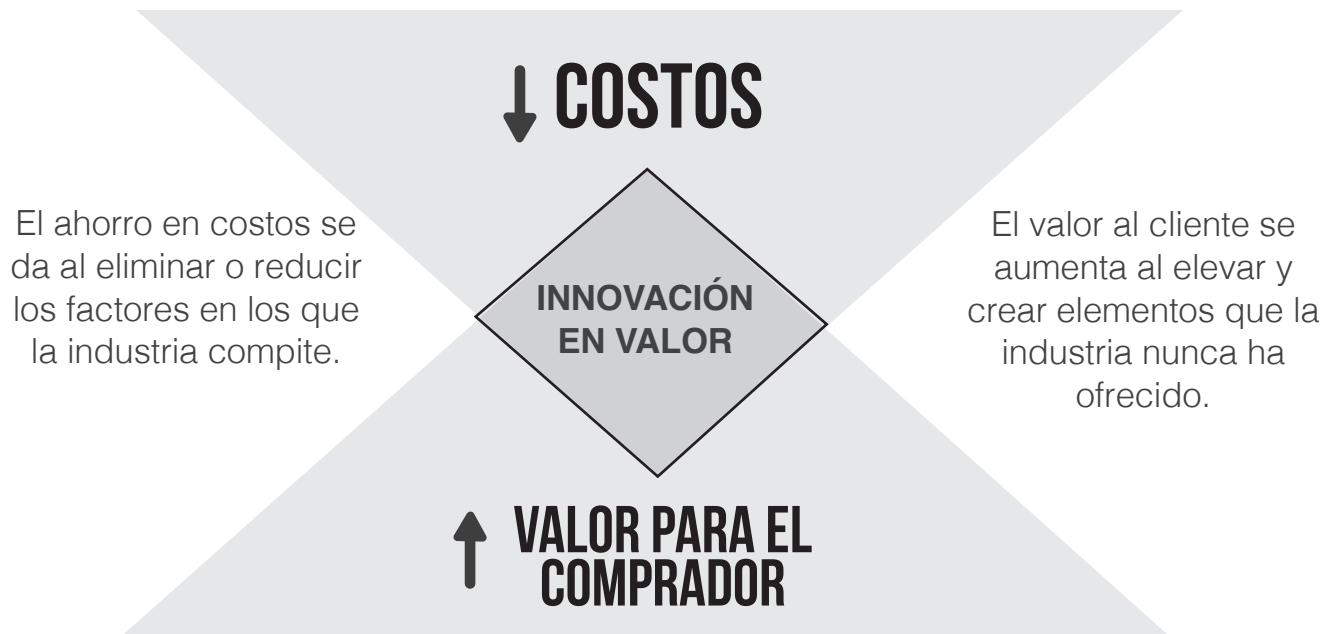 COSTOS
El ahorro en costos se
da al eliminar o reducir
los factores en los que
la industria compite.
INNOVACIÓN
EN VALOR
El valor al cliente se
aumenta al elevar y
crear elementos que la
industria nunca ha
ofrecido.
VALOR PARA EL
COMPRADOR